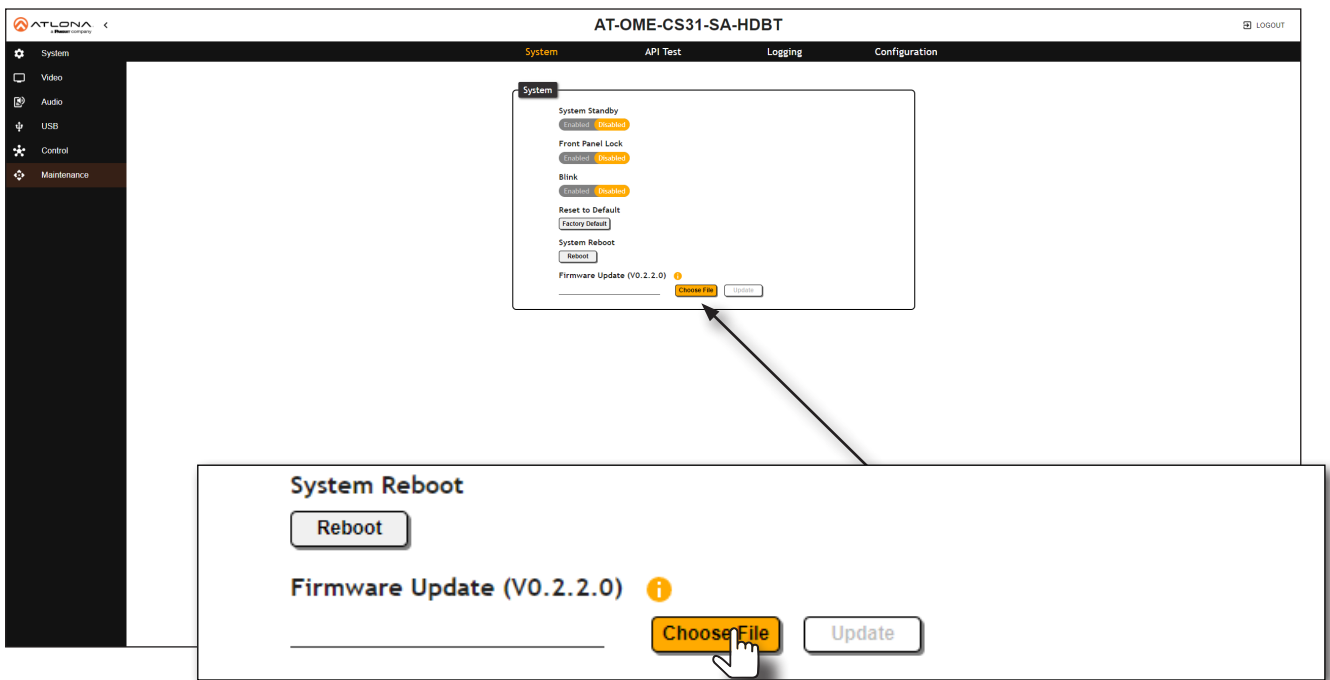 ATLONA
a Panduit company
AT-OME-CS31-SA-HDBT
LOGOUT
System
Video
Audio
USB
Control
Maintenance
System API Test Logging Configuration
System
System Standby
Enabled Disabled
Front Panel Lock
Enabled Disabled
Blink
Enabled Disabled
Reset to Default
Factory Default
System Reboot
Reboot
Firmware Update (V0.2.2.0) i
Choose File Update
System Reboot
Reboot
Firmware Update (V0.2.2.0) i
Choose File Update